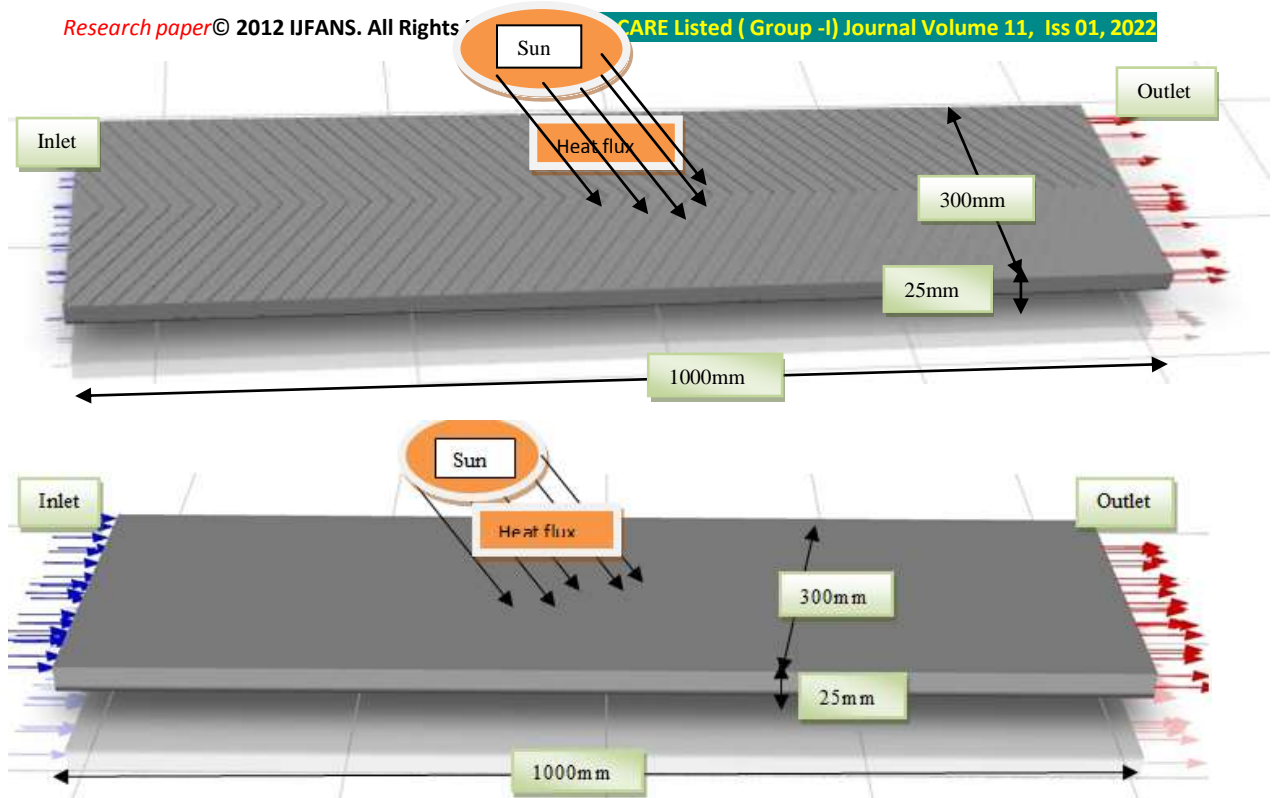 Research paper© 2012 IJFANS. All Rights CARE Listed ( Group -I) Journal Volume 11, Iss 01, 2022
Sun
Outlet
Inlet
Heat flux
300mm
25mm
1000mm
Sun
Inlet
Outlet
Heat flux
300mm
25mm
1000mm